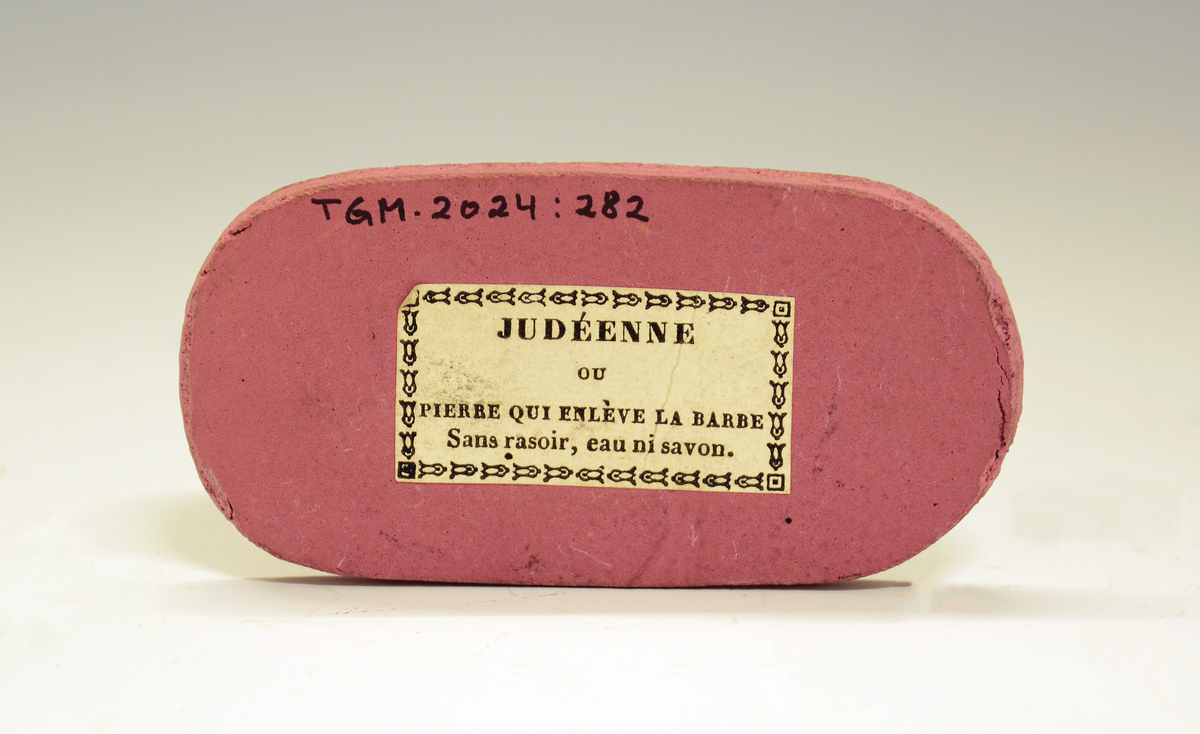 TGM. 2024:282
JUDÉENNE
OU
PIERRE QUI ENLÈVE LA BARBE
Sans rasoir, eau ni savon.